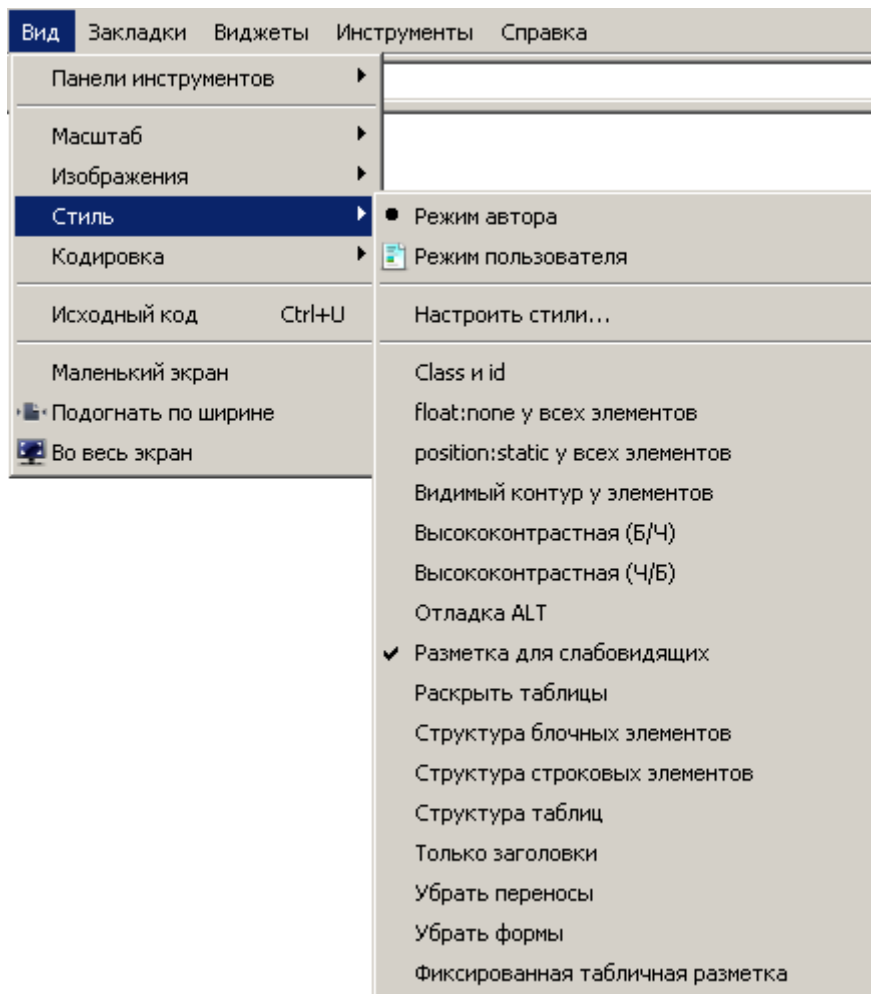 Вид Закладки Виджеты Инструменты Справка
Панели инструментов
Масштаб
Изображения
Стиль
Кодировка
Исходный код Ctrl+U
Маленький экран
Подогнать по ширине
Во весь экран
Режим автора
Режим пользователя
Настроить стили...
Class и id
float:none у всех элементов
position:static у всех элементов
Видимый контур у элементов
Высококонтрастная (Б/Ч)
Высококонтрастная (Ч/Б)
Отладка ALT
Разметка для слабовидящих
Раскрыть таблицы
Структура блочных элементов
Структура строковых элементов
Структура таблиц
Только заголовки
Убрать переносы
Убрать формы
Фиксированная табличная разметка